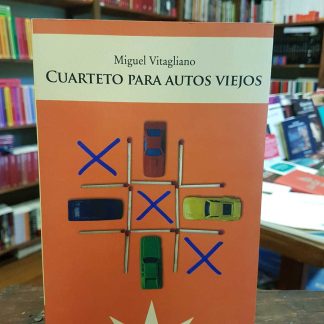 Miguel Vitagliano
CUARTETO PARA AUTOS VIEJOS